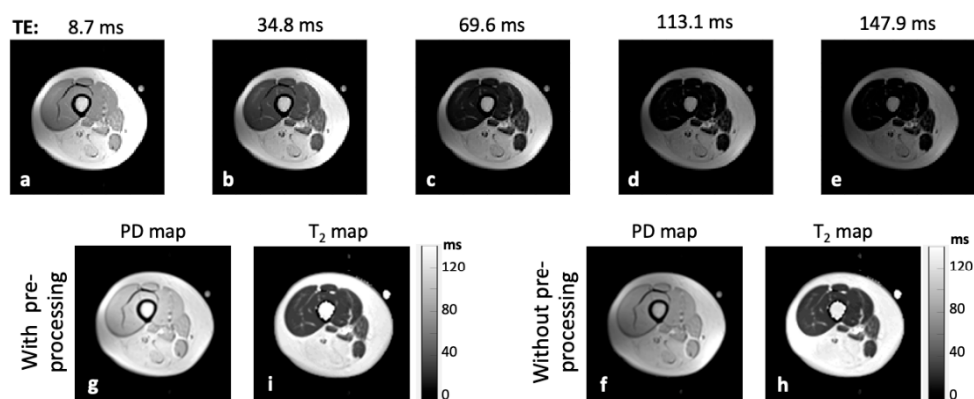 TE: 8.7 ms 34.8 ms 69.6 ms 113.1 ms 147.9 ms
a b c d e
PD map T₂ map PD map T₂ map
With pre-
processing
ms
120
80
40
0
Without pre-
processing
ms
120
80
40
0
g i f h